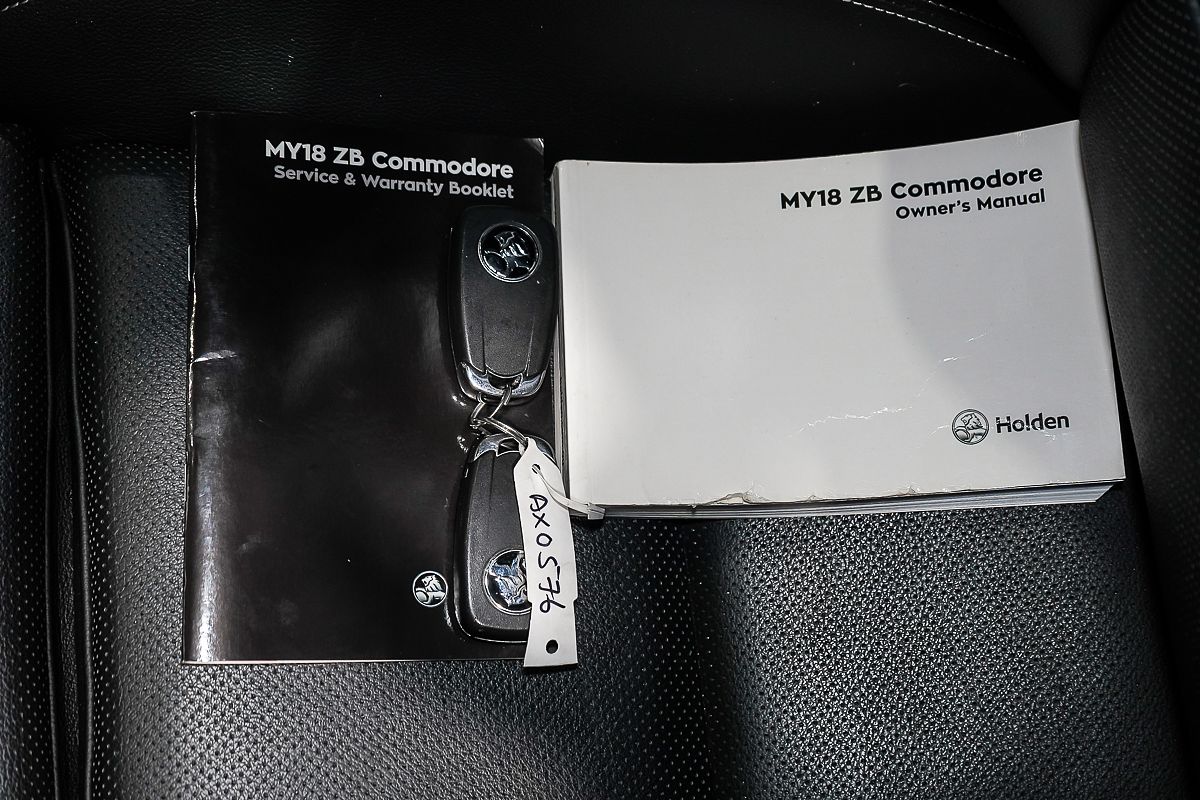 MY18 ZB Commodore
Service & Warranty Booklet
MY18 ZB Commodore
Owner's Manual
Holden
AX0576